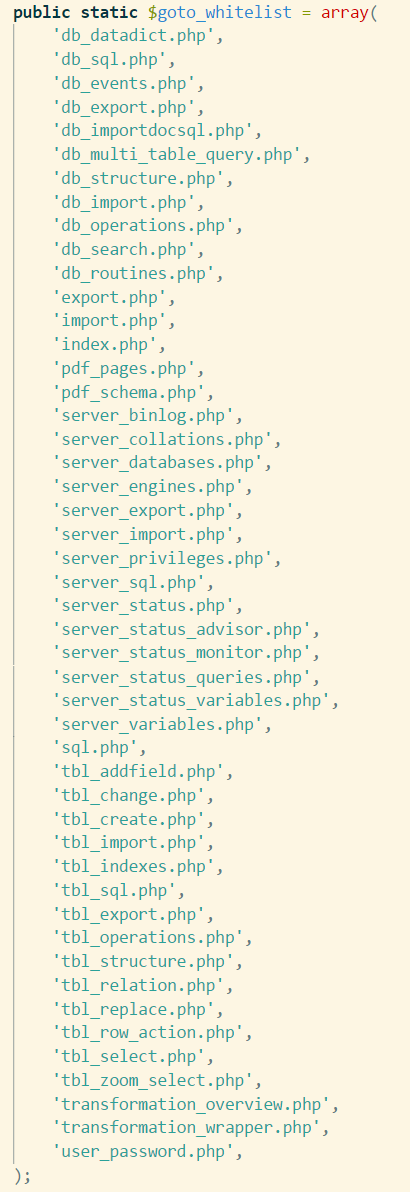 public static $goto_whitelist = array(
    'db_datadict.php',
    'db_sql.php',
    'db_events.php',
    'db_export.php',
    'db_importdocsql.php',
    'db_multi_table_query.php',
    'db_structure.php',
    'db_import.php',
    'db_operations.php',
    'db_search.php',
    'db_routines.php',
    'export.php',
    'import.php',
    'index.php',
    'pdf_pages.php',
    'pdf_schema.php',
    'server_binlog.php',
    'server_collations.php',
    'server_databases.php',
    'server_engines.php',
    'server_export.php',
    'server_import.php',
    'server_privileges.php',
    'server_sql.php',
    'server_status.php',
    'server_status_advisor.php',
    'server_status_monitor.php',
    'server_status_queries.php',
    'server_status_variables.php',
    'server_variables.php',
    'sql.php',
    'tbl_addfield.php',
    'tbl_change.php',
    'tbl_create.php',
    'tbl_import.php',
    'tbl_indexes.php',
    'tbl_sql.php',
    'tbl_export.php',
    'tbl_operations.php',
    'tbl_structure.php',
    'tbl_relation.php',
    'tbl_replace.php',
    'tbl_row_action.php',
    'tbl_select.php',
    'tbl_zoom_select.php',
    'transformation_overview.php',
    'transformation_wrapper.php',
    'user_password.php',
);